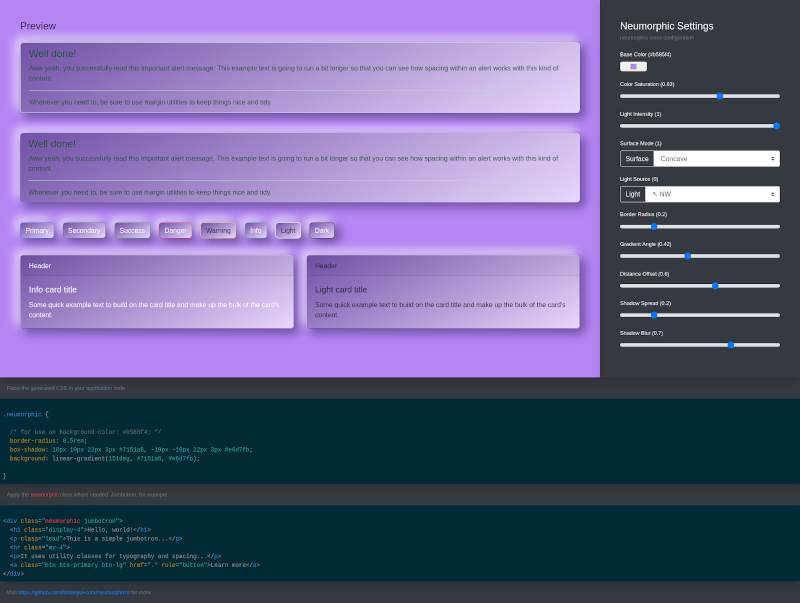 Preview
Well done!
Aww yeah, you successfully read this important alert message. This example text is going to run a bit longer so that you can see how spacing within an alert works with this kind of
content.
Whenever you need to, be sure to use margin utilities to keep things nice and tidy.
Well done!
Aww yeah, you successfully read this important alert message. This example text is going to run a bit longer so that you can see how spacing within an alert works with this kind of
content.
Whenever you need to, be sure to use margin utilities to keep things nice and tidy.
Primary Secondary Success Danger Warning Info Light Dark
Header
Info card title
Some quick example text to build on the card title and make up the bulk of the card's
content.
Header
Light card title
Some quick example text to build on the card title and make up the bulk of the card's
content.
Neumorphic Settings
neumorphic class configuration
Base Color (#b585f4)
Color Saturation (0.63)
Light Intensity (1)
Surface Mode (1)
Surface Concave
Light Source (0)
Light ↖ NW
Border Radius (0.2)
Gradient Angle (0.42)
Distance Offset (0.6)
Shadow Spread (0.2)
Shadow Blur (0.7)
Place the generated CSS in your application code.
.neumorphic {
/* for use on background-color: #b585f4; */
border-radius: 0.5rem;
box-shadow: 10px 10px 22px 3px #7151a8, -10px -10px 22px 3px #e6d7fb;
background: linear-gradient(151deg, #7151a8, #e6d7fb);
}
Apply the neumorphic class where needed. Jumbotron, for example.
<div class="neumorphic jumbotron">
<h1 class="display-4">Hello, world!</h1>
<p class="lead">This is a simple jumbotron...</p>
<hr class="my-4">
<p>It uses utility classes for typography and spacing...</p>
<a class="btn btn-primary btn-lg" href="." role="button">Learn more</a>
</div>
Visit for more.